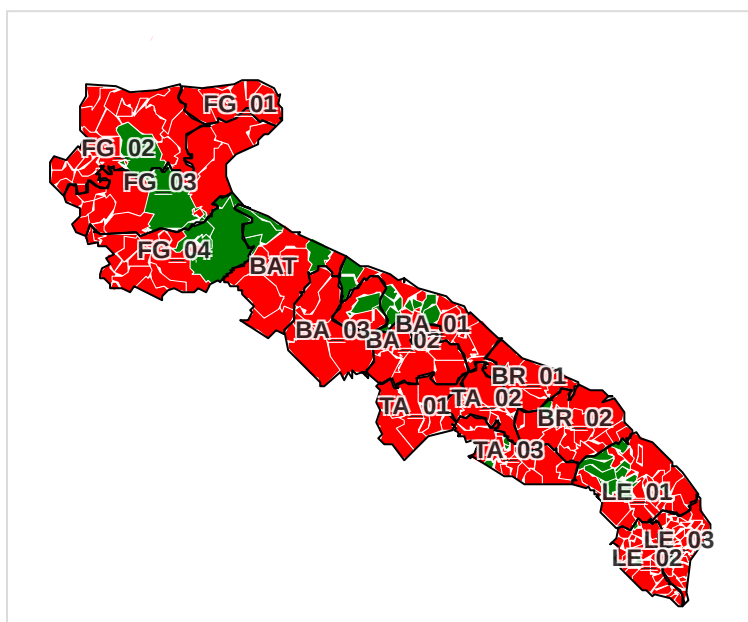 FG_01
FG_02
FG_03
FG_04
BAT
BA_01
BA_03
BA_02
BR_01
TA_02
TA_01
BR_02
TA_03
LE_01
LE_03
LE_02